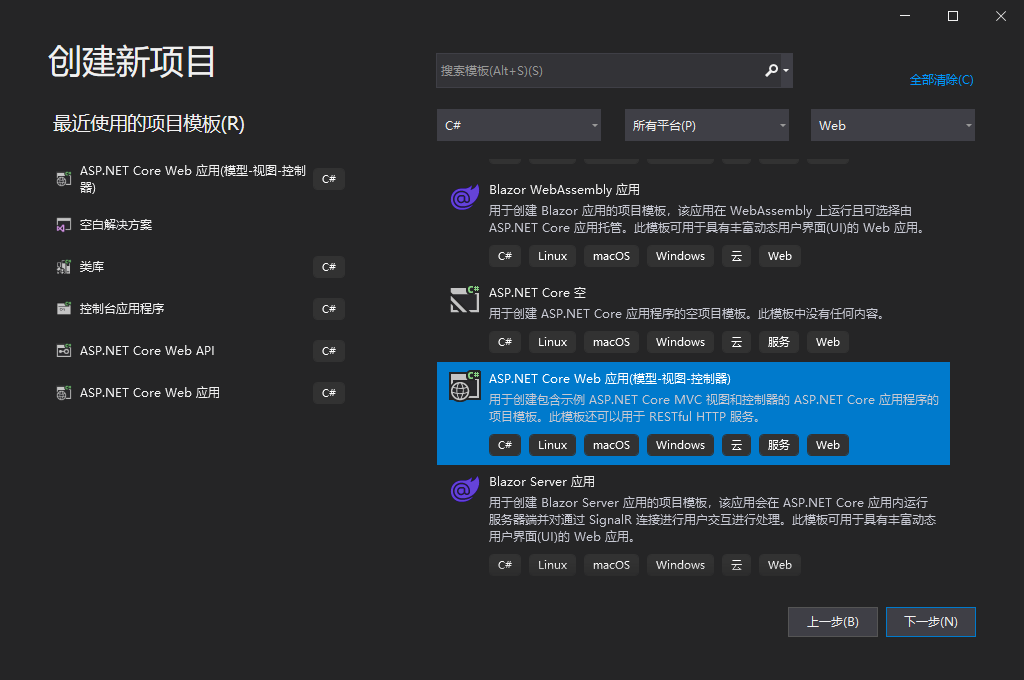 创建新项目
搜索模板(Alt+S)(S)
全部清除(C)
最近使用的项目模板(R)
C#
所有平台(P)
Web
ASP.NET Core Web 应用(模型-视图-控制
器)
C#
空白解决方案
类库
C#
控制台应用程序
C#
ASP.NET Core Web API
C#
ASP.NET Core Web 应用
C#
Blazor WebAssembly 应用
用于创建 Blazor 应用的项目模板，该应用在 WebAssembly 上运行且可选择由
ASP.NET Core 应用托管。此模板可用于具有丰富动态用户界面(UI)的 Web 应用。
C# Linux macOS Windows 云 Web
ASP.NET Core 空
用于创建 ASP.NET Core 应用程序的空项目模板。此模板中没有任何内容。
C# Linux macOS Windows 云 服务 Web
ASP.NET Core Web 应用(模型-视图-控制器)
用于创建包含示例 ASP.NET Core MVC 视图和控制器的 ASP.NET Core 应用程序的
项目模板。此模板还可以用于 RESTful HTTP 服务。
C# Linux macOS Windows 云 服务 Web
Blazor Server 应用
用于创建 Blazor Server 应用的项目模板，该应用会在 ASP.NET Core 应用内运行
服务器端并对通过 SignalR 连接进行用户交互进行处理。此模板可用于具有丰富动态
用户界面(UI)的 Web 应用。
C# Linux macOS Windows 云 Web
上一步(B)
下一步(N)